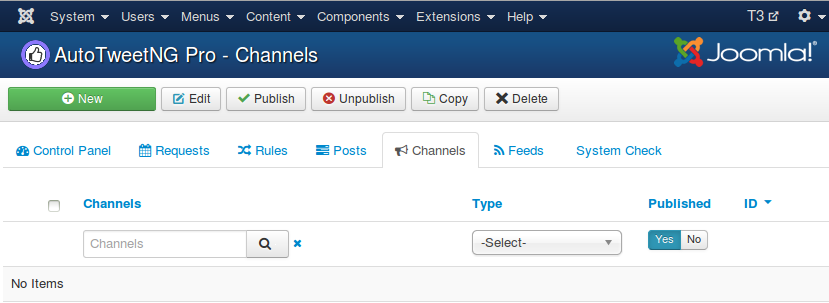 System Users Menus Content Components Extensions Help T3
AutoTweetNG Pro - Channels Joomla!®
New Edit Publish Unpublish Copy Delete
Control Panel Requests Rules Posts Channels Feeds System Check
Channels Type Published ID
Channels -Select- Yes No
No Items